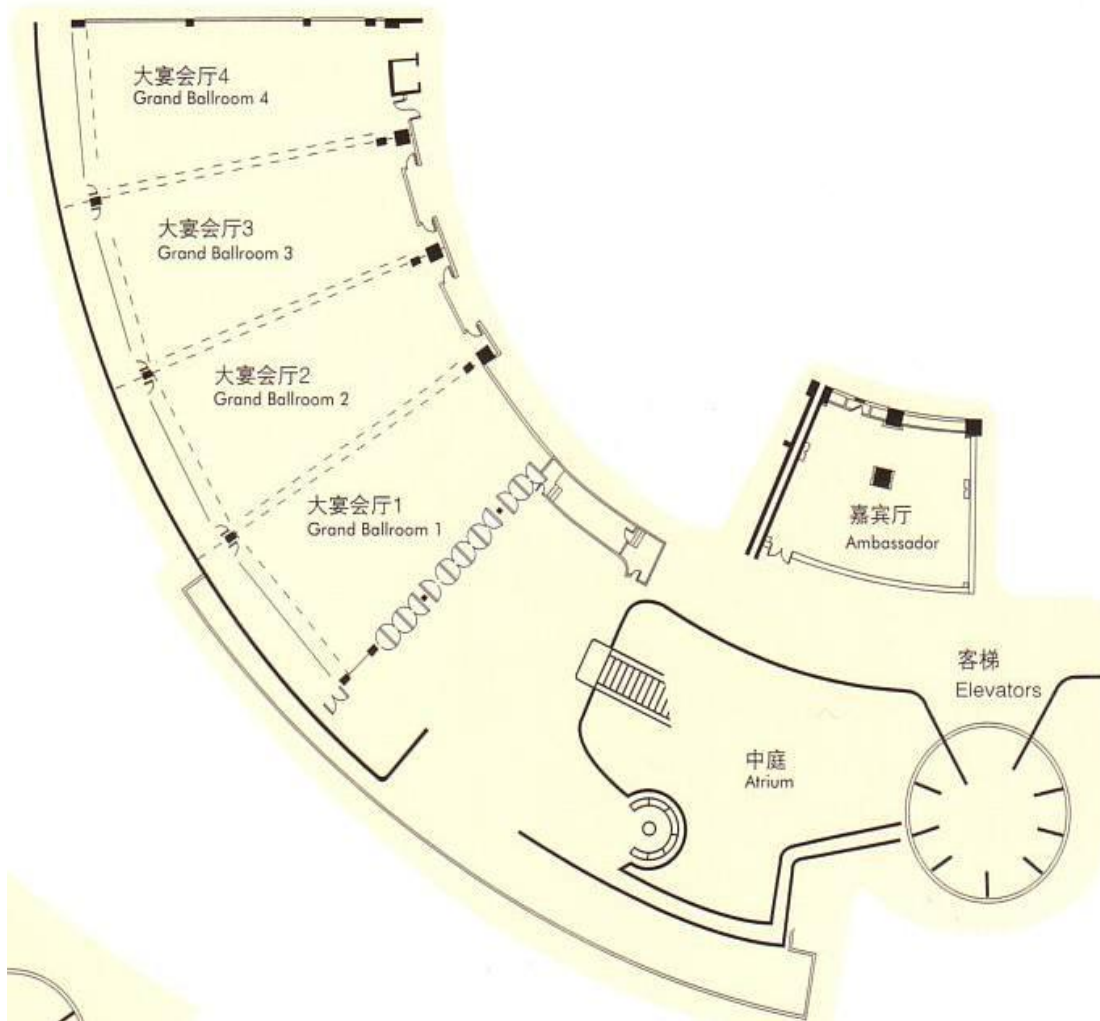 大宴会厅4
Grand Ballroom 4
大宴会厅3
Grand Ballroom 3
大宴会厅2
Grand Ballroom 2
大宴会厅1
Grand Ballroom 1
嘉宾厅
Ambassador
客梯
Elevators
中庭
Atrium